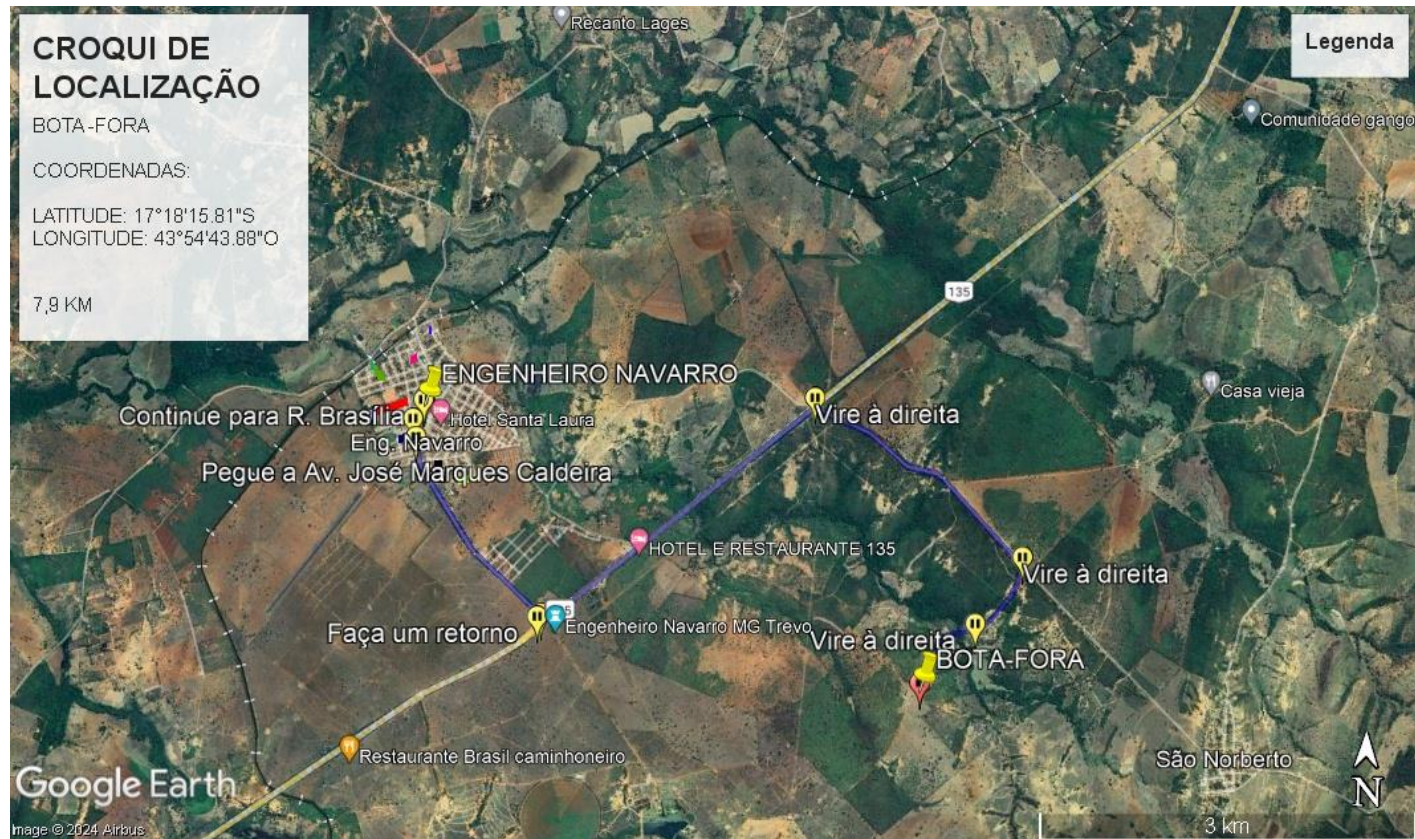 CROQUI DE
LOCALIZAÇÃO
BOTA-FORA
COORDENADAS:
LATITUDE: 17°18'15.81"S
LONGITUDE: 43°54'43.88"O
7,9 KM
Legenda
Recanto Lages
Comunidade gango
135
ENGENHEIRO NAVARRO
Casa vieja
Continue para R. Brasília
Hotel Santa Laura
Vire à direita
Eng. Navarro
Pegue a Av. José Marques Caldeira
HOTEL E RESTAURANTE 135
Vire à direita
Faça um retorno
Engenheiro Navarro MG Trevo
Vire à direita
BOTA-FORA
Restaurante Brasil caminhoneiro
São Norberto
Google Earth
N
3 km
Image © 2024 Airbus